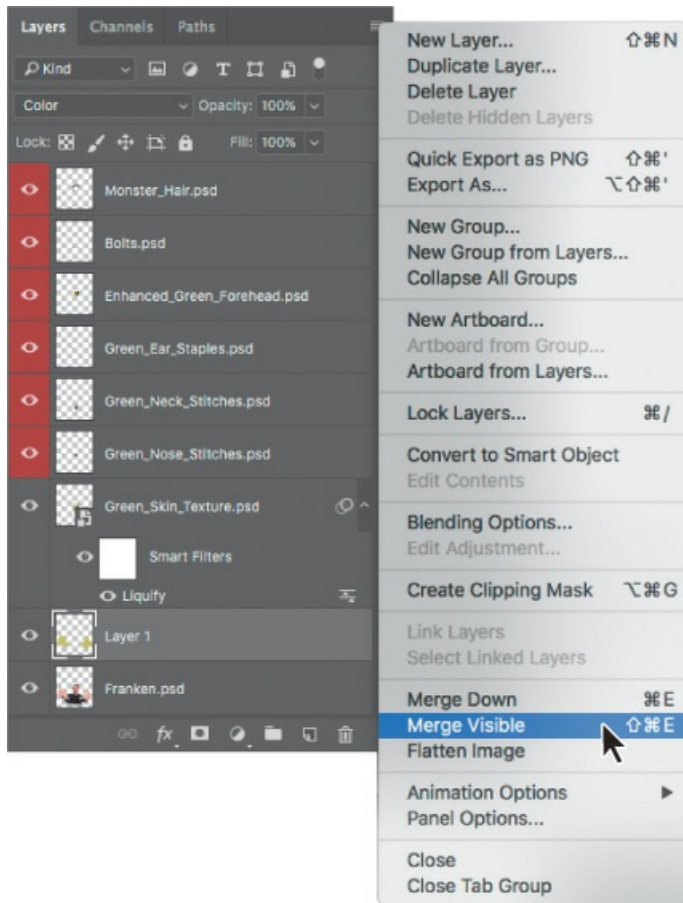 Layers Channels Paths
Kind
Color Opacity: 100%
Lock: Fill: 100%
Monster_Hair.psd
Bolts.psd
Enhanced_Green_Forehead.psd
Green_Ear_Staples.psd
Green_Neck_Stitches.psd
Green_Nose_Stitches.psd
Green_Skin_Texture.psd
Smart Filters
Liquify
Layer 1
Franken.psd
fx
New Layer... ⇧⌘N
Duplicate Layer...
Delete Layer
Delete Hidden Layers
Quick Export as PNG ⇧⌘'
Export As... ⌥⇧⌘'
New Group...
New Group from Layers...
Collapse All Groups
New Artboard...
Artboard from Group...
Artboard from Layers...
Lock Layers... ⌘/
Convert to Smart Object
Edit Contents
Blending Options...
Edit Adjustment...
Create Clipping Mask ⌥⌘G
Link Layers
Select Linked Layers
Merge Down ⌘E
Merge Visible ⇧⌘E
Flatten Image
Animation Options
Panel Options...
Close
Close Tab Group